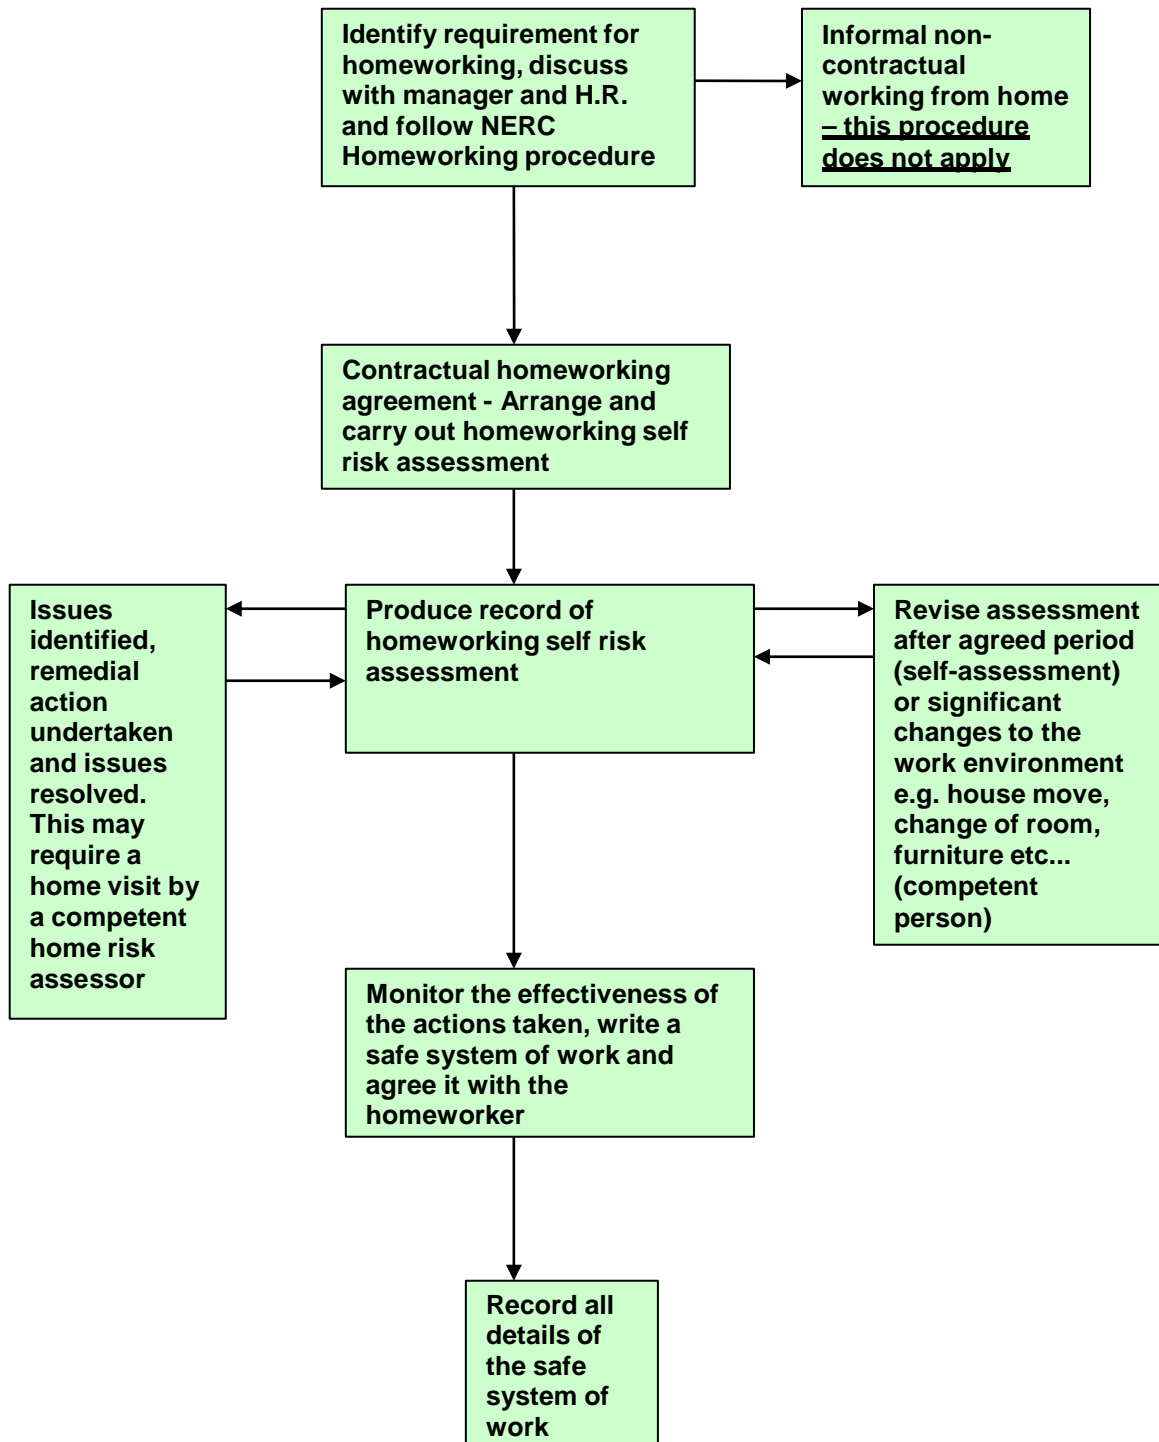 Identify requirement for
homeworking, discuss
with manager and H.R.
and follow NERC
Homeworking procedure
Informal non-
contractual
working from home
– this procedure
does not apply
Contractual homeworking
agreement - Arrange and
carry out homeworking self
risk assessment
Issues
identified,
remedial
action
undertaken
and issues
resolved.
This may
require a
home visit by
a competent
home risk
assessor
Produce record of
homeworking self risk
assessment
Revise assessment
after agreed period
(self-assessment)
or significant
changes to the
work environment
e.g. house move,
change of room,
furniture etc...
(competent
person)
Monitor the effectiveness of
the actions taken, write a
safe system of work and
agree it with the
homeworker
Record all
details of
the safe
system of
work